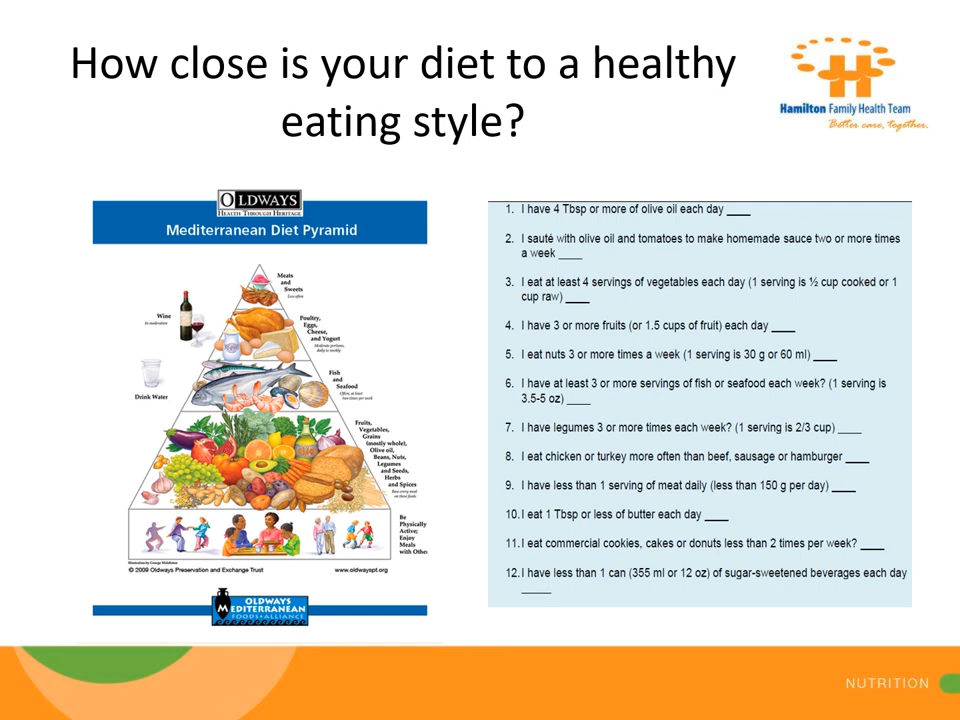 How close is your diet to a healthy
eating style?
Hamilton Family Health Team
Better care, together.
OLDWAYS
HEALTH THROUGH HERITAGE
Mediterranean Diet Pyramid
Meats
and
Sweets
Less often
Wine
In moderation
Poultry,
Eggs,
Cheese,
and Yogurt
Moderate portions,
daily to weekly
Drink Water
Fish
and
Seafood
Often, at least
two times per week
Fruits,
Vegetables,
Grains
(mostly whole),
Olive oil,
Beans, Nuts,
Legumes
and Seeds,
Herbs
and Spices
Base every meal
on these foods
Be
Physically
Active;
Enjoy
Meals
with Other
Illustration by George Middleton
© 2009 Oldways Preservation and Exchange Trust
www.oldwayspt.org
OLDWAYS
MEDITERRANEAN
FOODS•ALLIANCE
1. I have 4 Tbsp or more of olive oil each day ____
2. I sauté with olive oil and tomatoes to make homemade sauce two or more times
a week ____
3. I eat at least 4 servings of vegetables each day (1 serving is ½ cup cooked or 1
cup raw) ____
4. I have 3 or more fruits (or 1.5 cups of fruit) each day ____
5. I eat nuts 3 or more times a week (1 serving is 30 g or 60 ml) ____
6. I have at least 3 or more servings of fish or seafood each week? (1 serving is
3.5-5 oz) ____
7. I have legumes 3 or more times each week? (1 serving is 2/3 cup) ____
8. I eat chicken or turkey more often than beef, sausage or hamburger ____
9. I have less than 1 serving of meat daily (less than 150 g per day) ____
10. I eat 1 Tbsp or less of butter each day ____
11. I eat commercial cookies, cakes or donuts less than 2 times per week? ____
12. I have less than 1 can (355 ml or 12 oz) of sugar-sweetened beverages each day
_____
NUTRITION